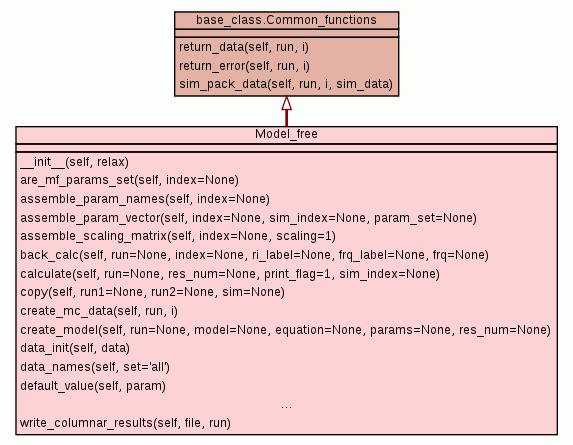 base_class.Common_functions
return_data(self, run, i)
return_error(self, run, i)
sim_pack_data(self, run, i, sim_data)
Model_free
__init__(self, relax)
are_mf_params_set(self, index=None)
assemble_param_names(self, index=None)
assemble_param_vector(self, index=None, sim_index=None, param_set=None)
assemble_scaling_matrix(self, index=None, scaling=1)
back_calc(self, run=None, index=None, ri_label=None, frq_label=None, frq=None)
calculate(self, run=None, res_num=None, print_flag=1, sim_index=None)
copy(self, run1=None, run2=None, sim=None)
create_mc_data(self, run, i)
create_model(self, run=None, model=None, equation=None, params=None, res_num=None)
data_init(self, data)
data_names(self, set='all')
default_value(self, param)
...
write_columnar_results(self, file, run)